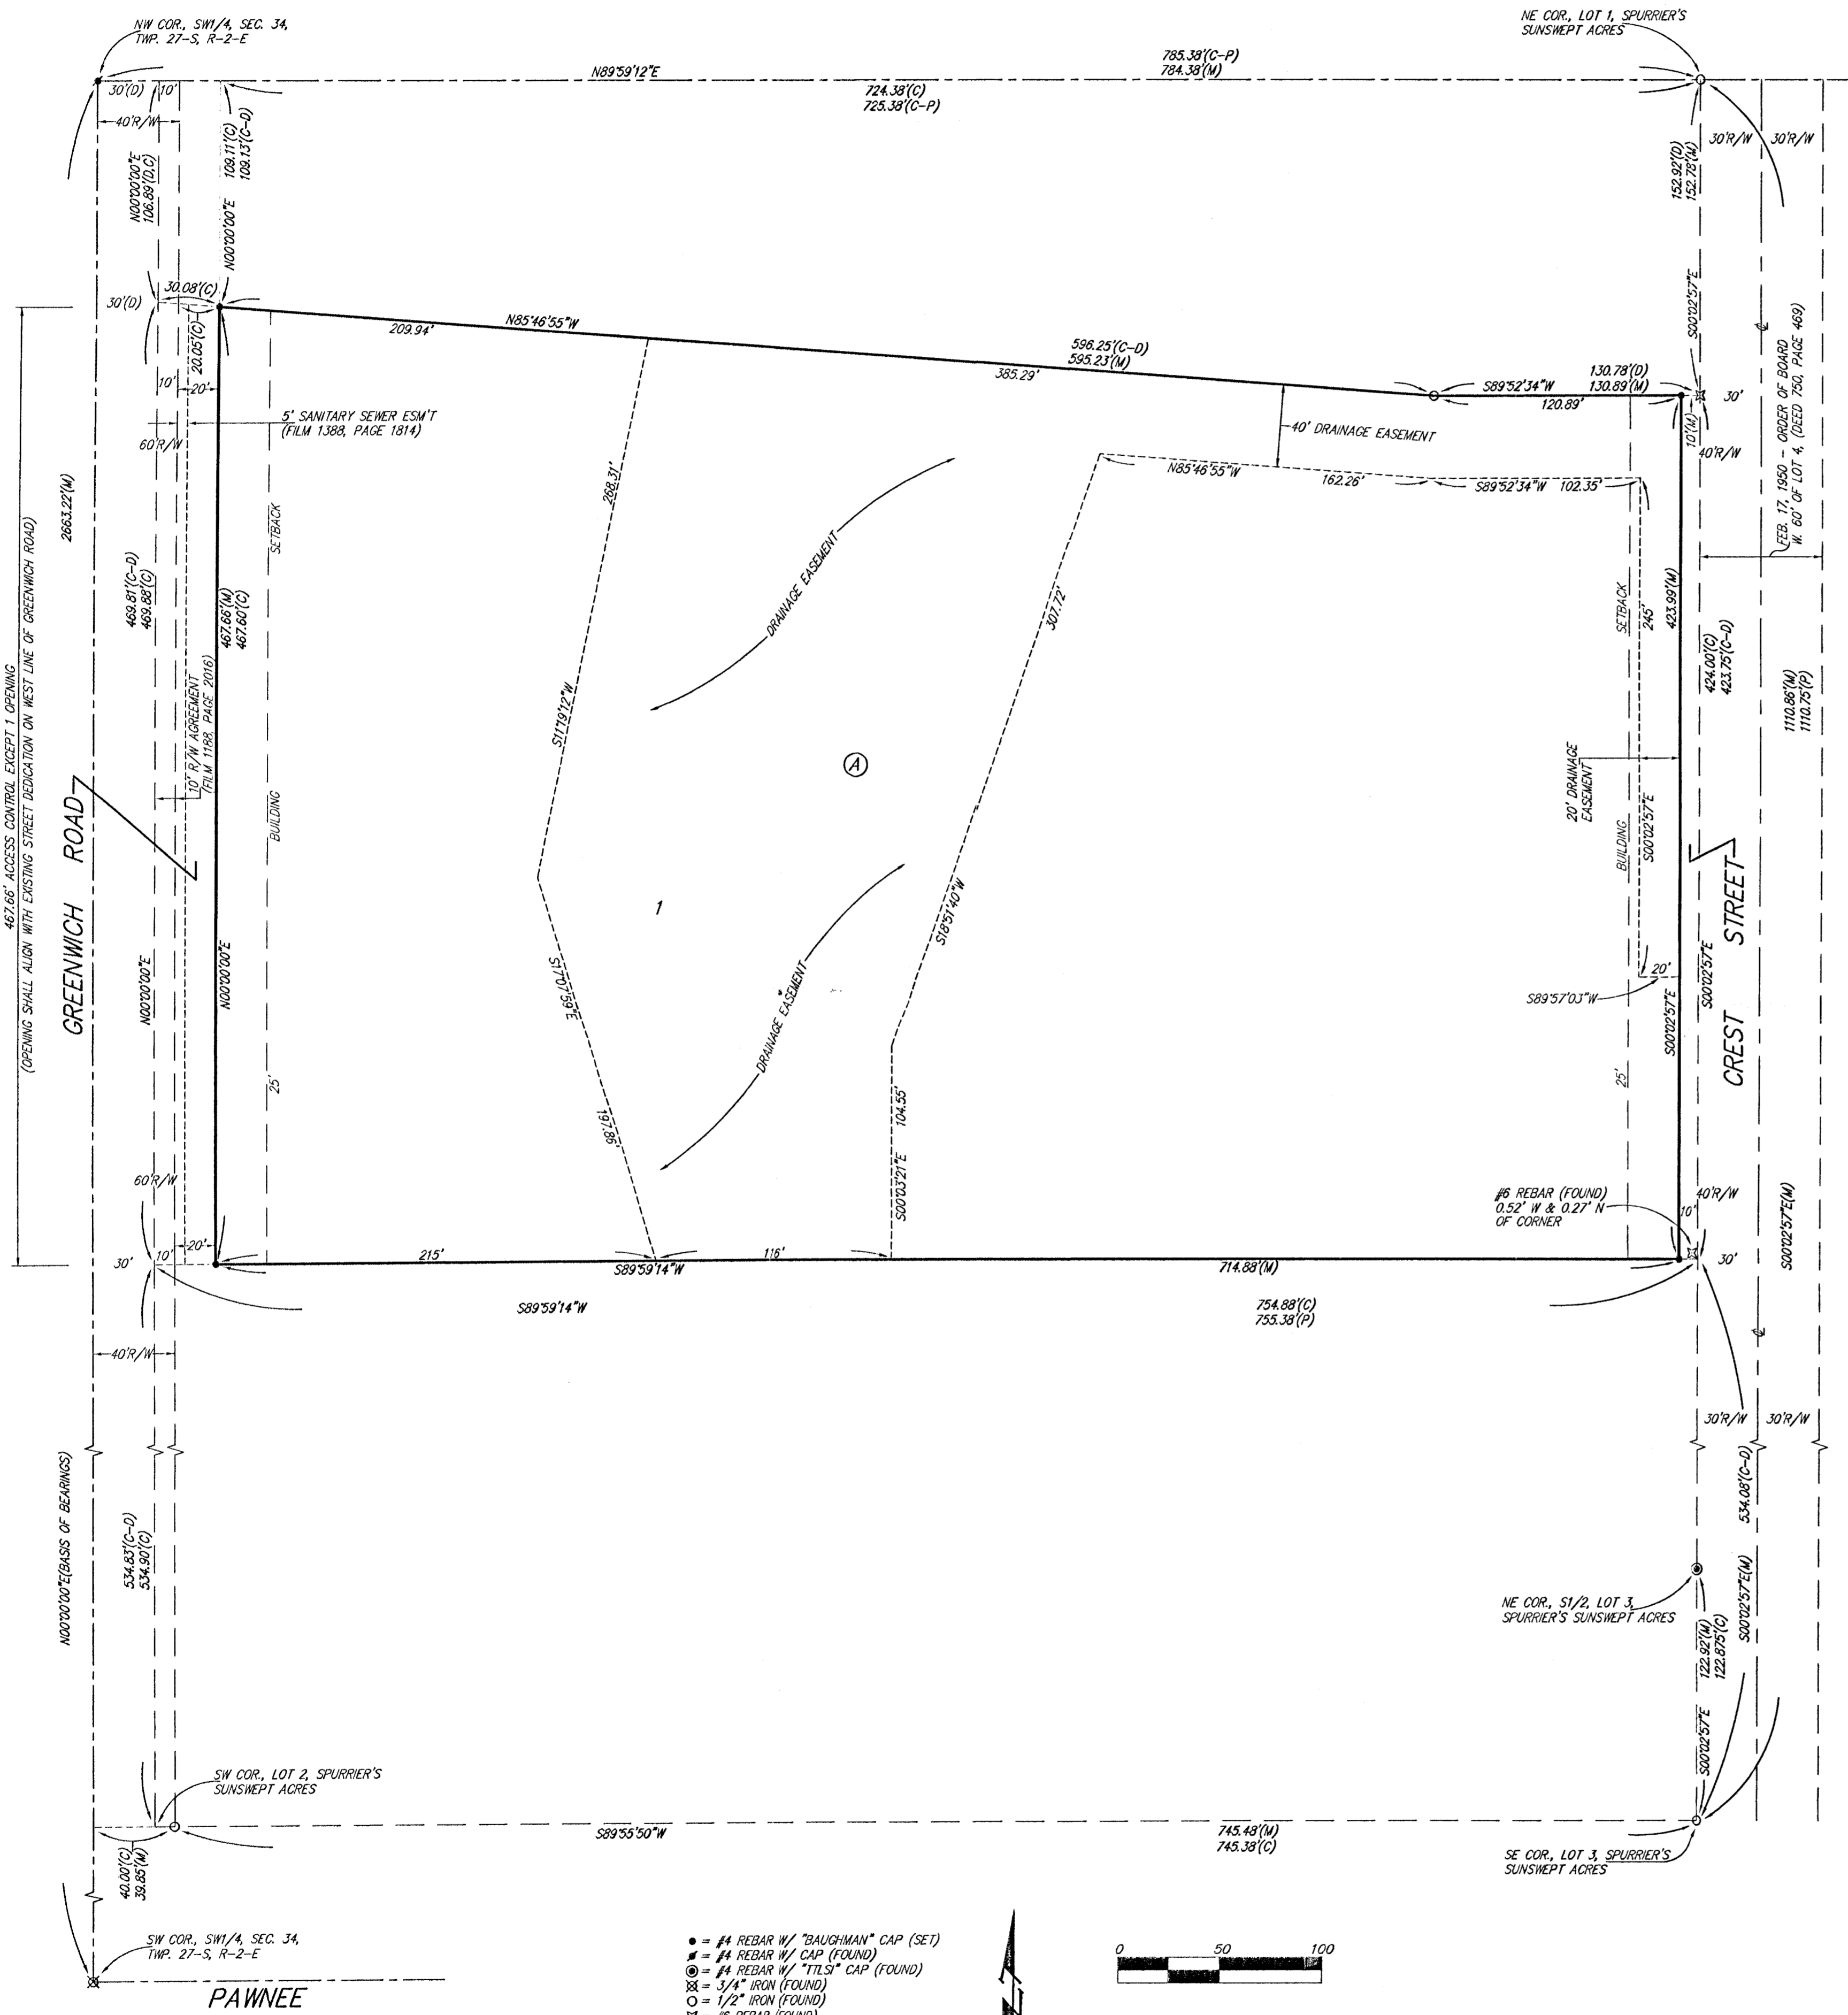 NW COR., SW1/4, SEC. 34,
TWP. 27-S, R-2-E
NE COR., LOT 1, SPURRIER'S
SUNSWEPT ACRES
N89°59'12"E
785.38'(C-P)
784.38'(M)
724.38'(C)
725.38'(C-P)
30'(D)
10'
40'R/W
N00°00'00"E
106.89'(D,C)
N00°00'00"E
109.11'(C)
109.13'(C-D)
152.92'(D)
152.78'(M)
30'R/W
30'R/W
S00°02'57"E
FEB. 17, 1950 - ORDER OF BOARD
W. 60' OF LOT 4, (DEED 750, PAGE 469)
30'(D)
30.08'(C)
20.05'(C)
10'
20'
60'R/W
5' SANITARY SEWER ESM'T
(FILM 1388, PAGE 1814)
209.94'
N85°46'55"W
596.25'(C-D)
595.23'(M)
385.29'
S89°52'34"W
130.78'(D)
130.89'(M)
120.89'
30'
10'(M)
40'R/W
40' DRAINAGE EASEMENT
N85°46'55"W
162.26'
S89°52'34"W
102.35'
467.66' ACCESS CONTROL EXCEPT 1 OPENING
(OPENING SHALL ALIGN WITH EXISTING STREET DEDICATION ON WEST LINE OF GREENWICH ROAD)
2663.22'(M)
469.81'(C-D)
469.88'(C)
467.66'(M)
467.60'(C)
10' R/W AGREEMENT
(FILM 1188, PAGE 2016)
SETBACK
BUILDING
25'
268.31'
S11°19'12"W
DRAINAGE EASEMENT
307.72'
S18°51'40"W
A
1
SETBACK
BUILDING
25'
245'
423.99'(M)
424.00'(C)
423.75'(C-D)
1110.86'(M)
1110.75'(P)
20' DRAINAGE
EASEMENT
S00°02'57"E
GREENWICH ROAD
CREST STREET
N00°00'00"E
N00°00'00"E
S17°07'59"E
197.86'
DRAINAGE EASEMENT
S00°03'21"E 104.55'
20'
S89°57'03"W
S00°02'57"E
S00°02'57"E
60'R/W
#6 REBAR (FOUND)
0.52' W & 0.27' N
OF CORNER
40'R/W
10'
30'
S00°02'57"E(M)
30'
10'
20'
215'
S89°59'14"W
116'
714.88'(M)
S89°59'14"W
754.88'(C)
755.38'(P)
40'R/W
30'R/W
30'R/W
N00°00'00"E(BASIS OF BEARINGS)
534.83'(C-D)
534.90'(C)
534.08'(C-D)
S00°02'57"E(M)
NE COR., S1/2, LOT 3,
SPURRIER'S SUNSWEPT ACRES
122.92'(M)
122.875'(C)
S00°02'57"E
SW COR., LOT 2, SPURRIER'S
SUNSWEPT ACRES
S89°55'50"W
745.48'(M)
745.38'(C)
SE COR., LOT 3, SPURRIER'S
SUNSWEPT ACRES
40.00'(C)
39.85'(M)
SW COR., SW1/4, SEC. 34,
TWP. 27-S, R-2-E
PAWNEE
= #4 REBAR W/ "BAUGHMAN" CAP (SET)
= #4 REBAR W/ CAP (FOUND)
= #4 REBAR W/ "TTLSI" CAP (FOUND)
= 3/4" IRON (FOUND)
= 1/2" IRON (FOUND)
= #6 REBAR (FOUND)
0 50 100